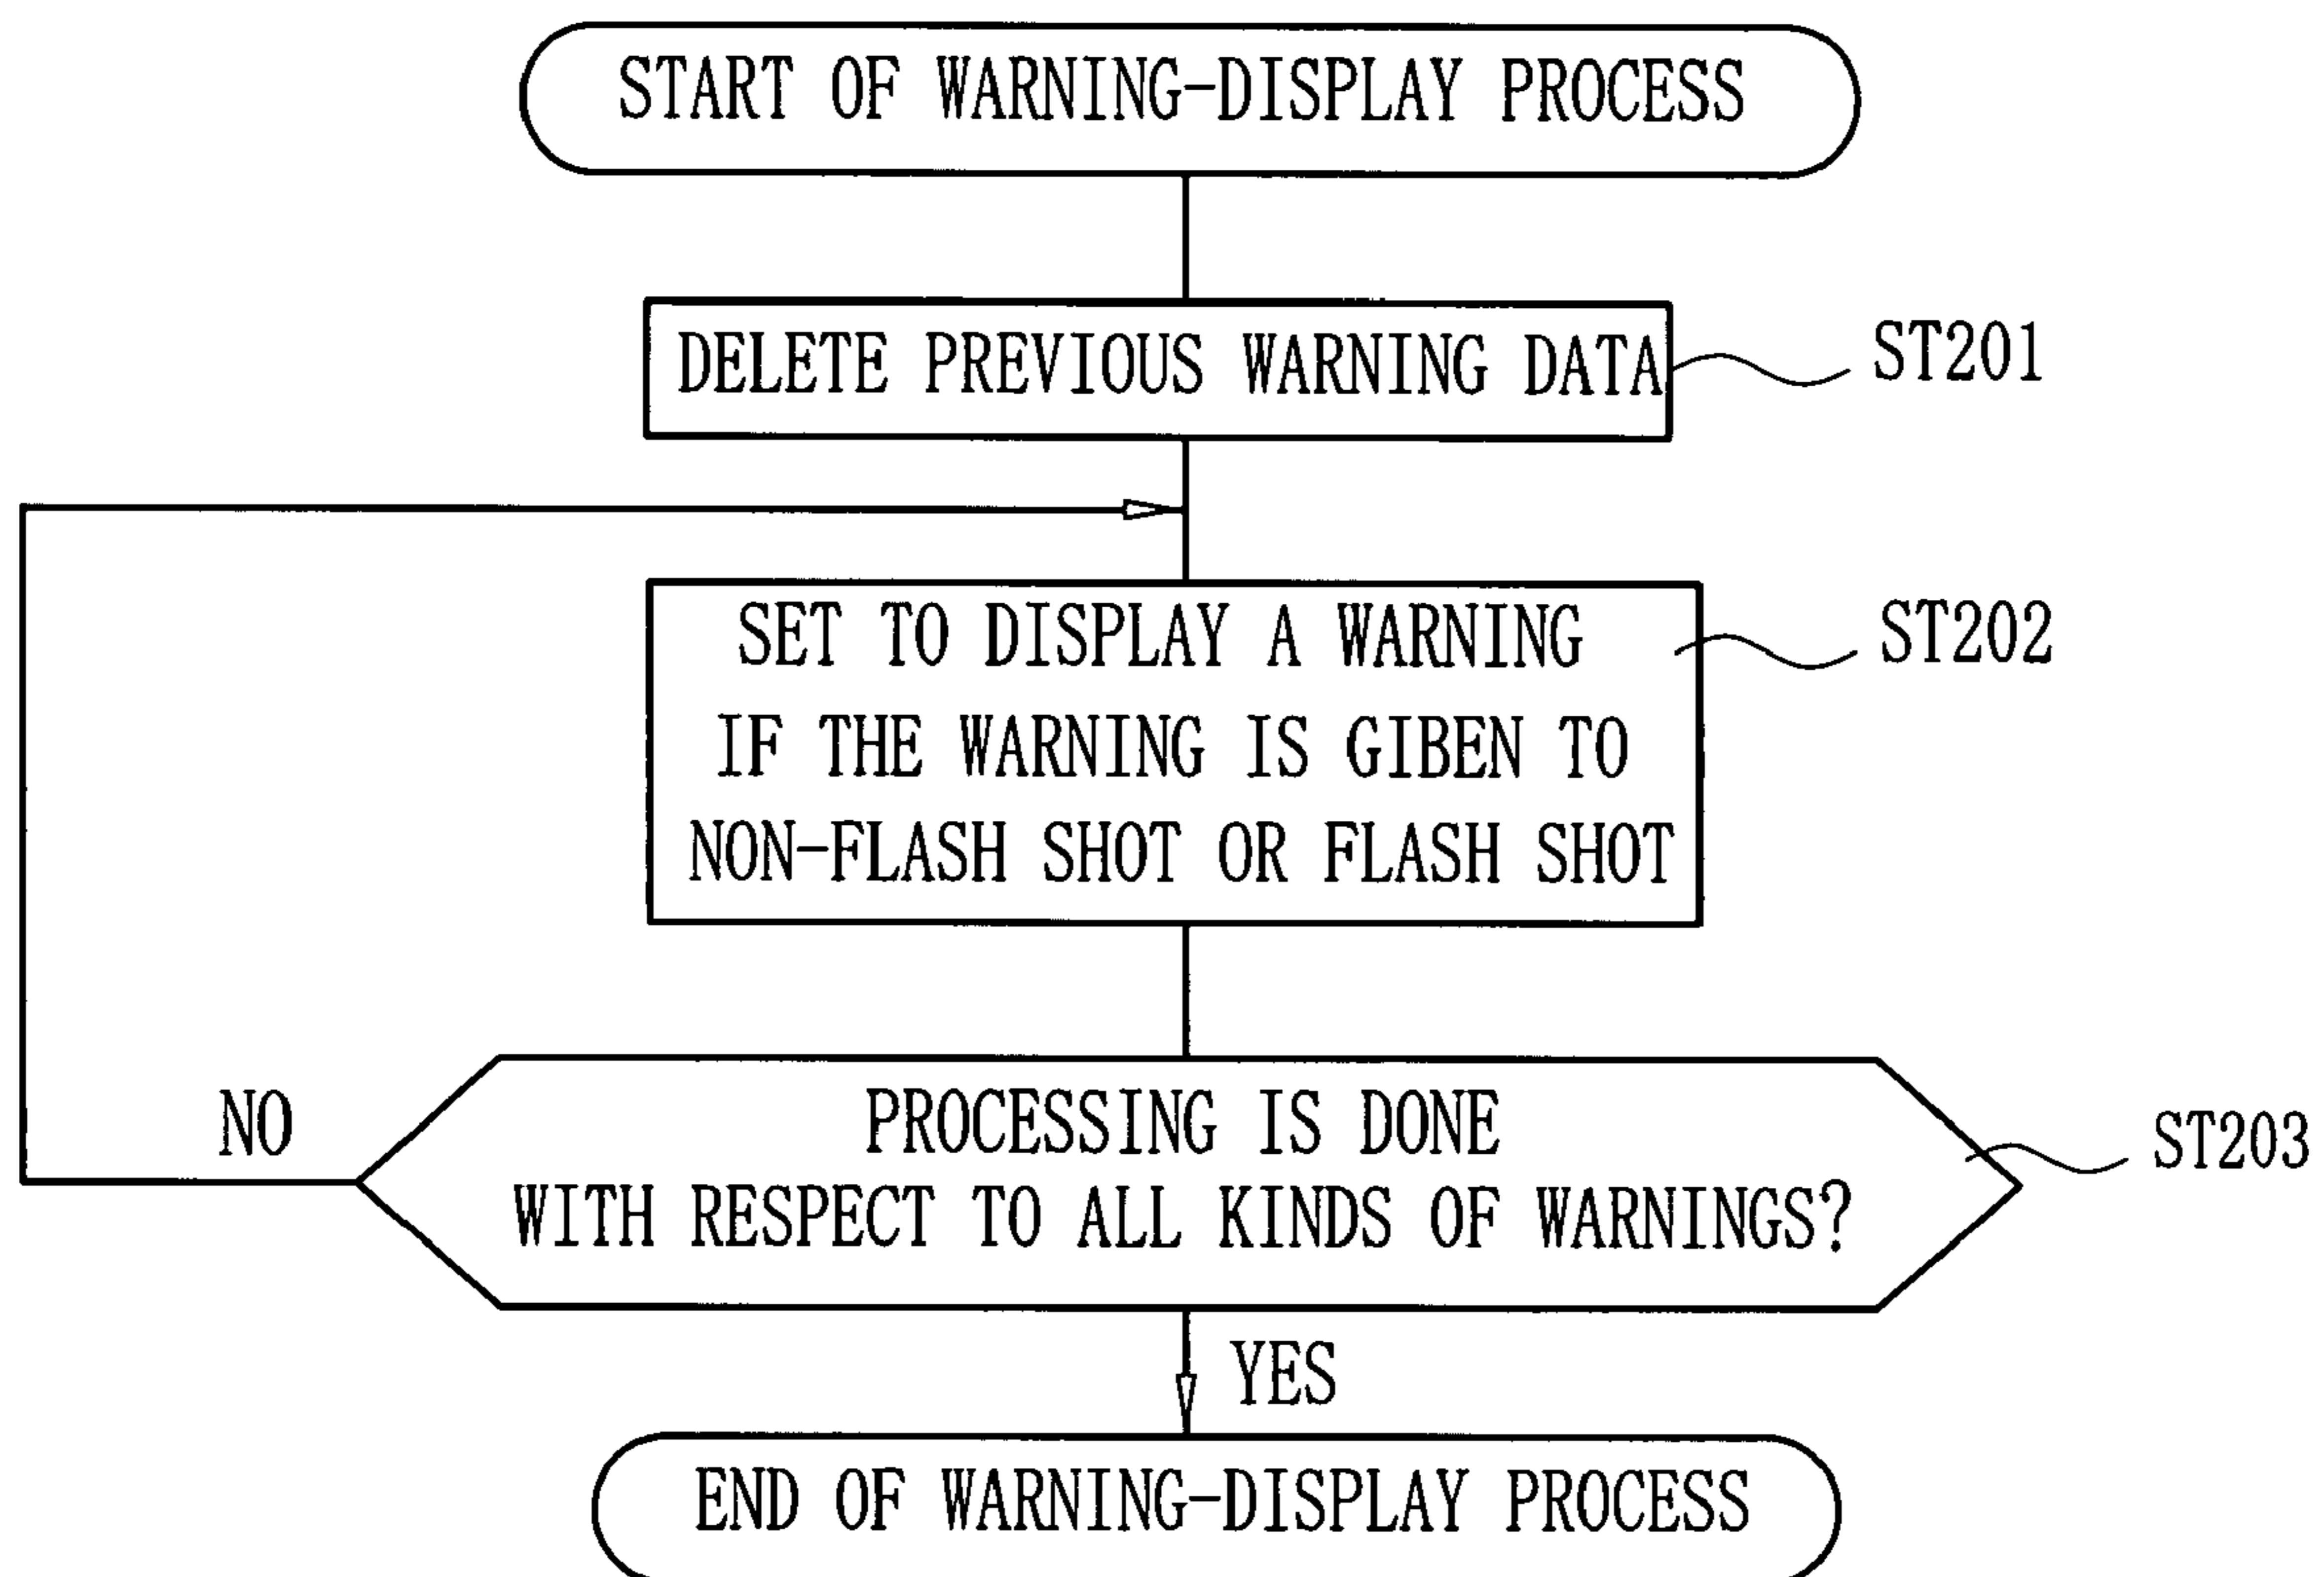 START OF WARNING-DISPLAY PROCESS
DELETE PREVIOUS WARNING DATA
ST201
SET TO DISPLAY A WARNING
IF THE WARNING IS GIBEN TO
NON-FLASH SHOT OR FLASH SHOT
ST202
PROCESSING IS DONE
WITH RESPECT TO ALL KINDS OF WARNINGS?
ST203
NO
YES
END OF WARNING-DISPLAY PROCESS